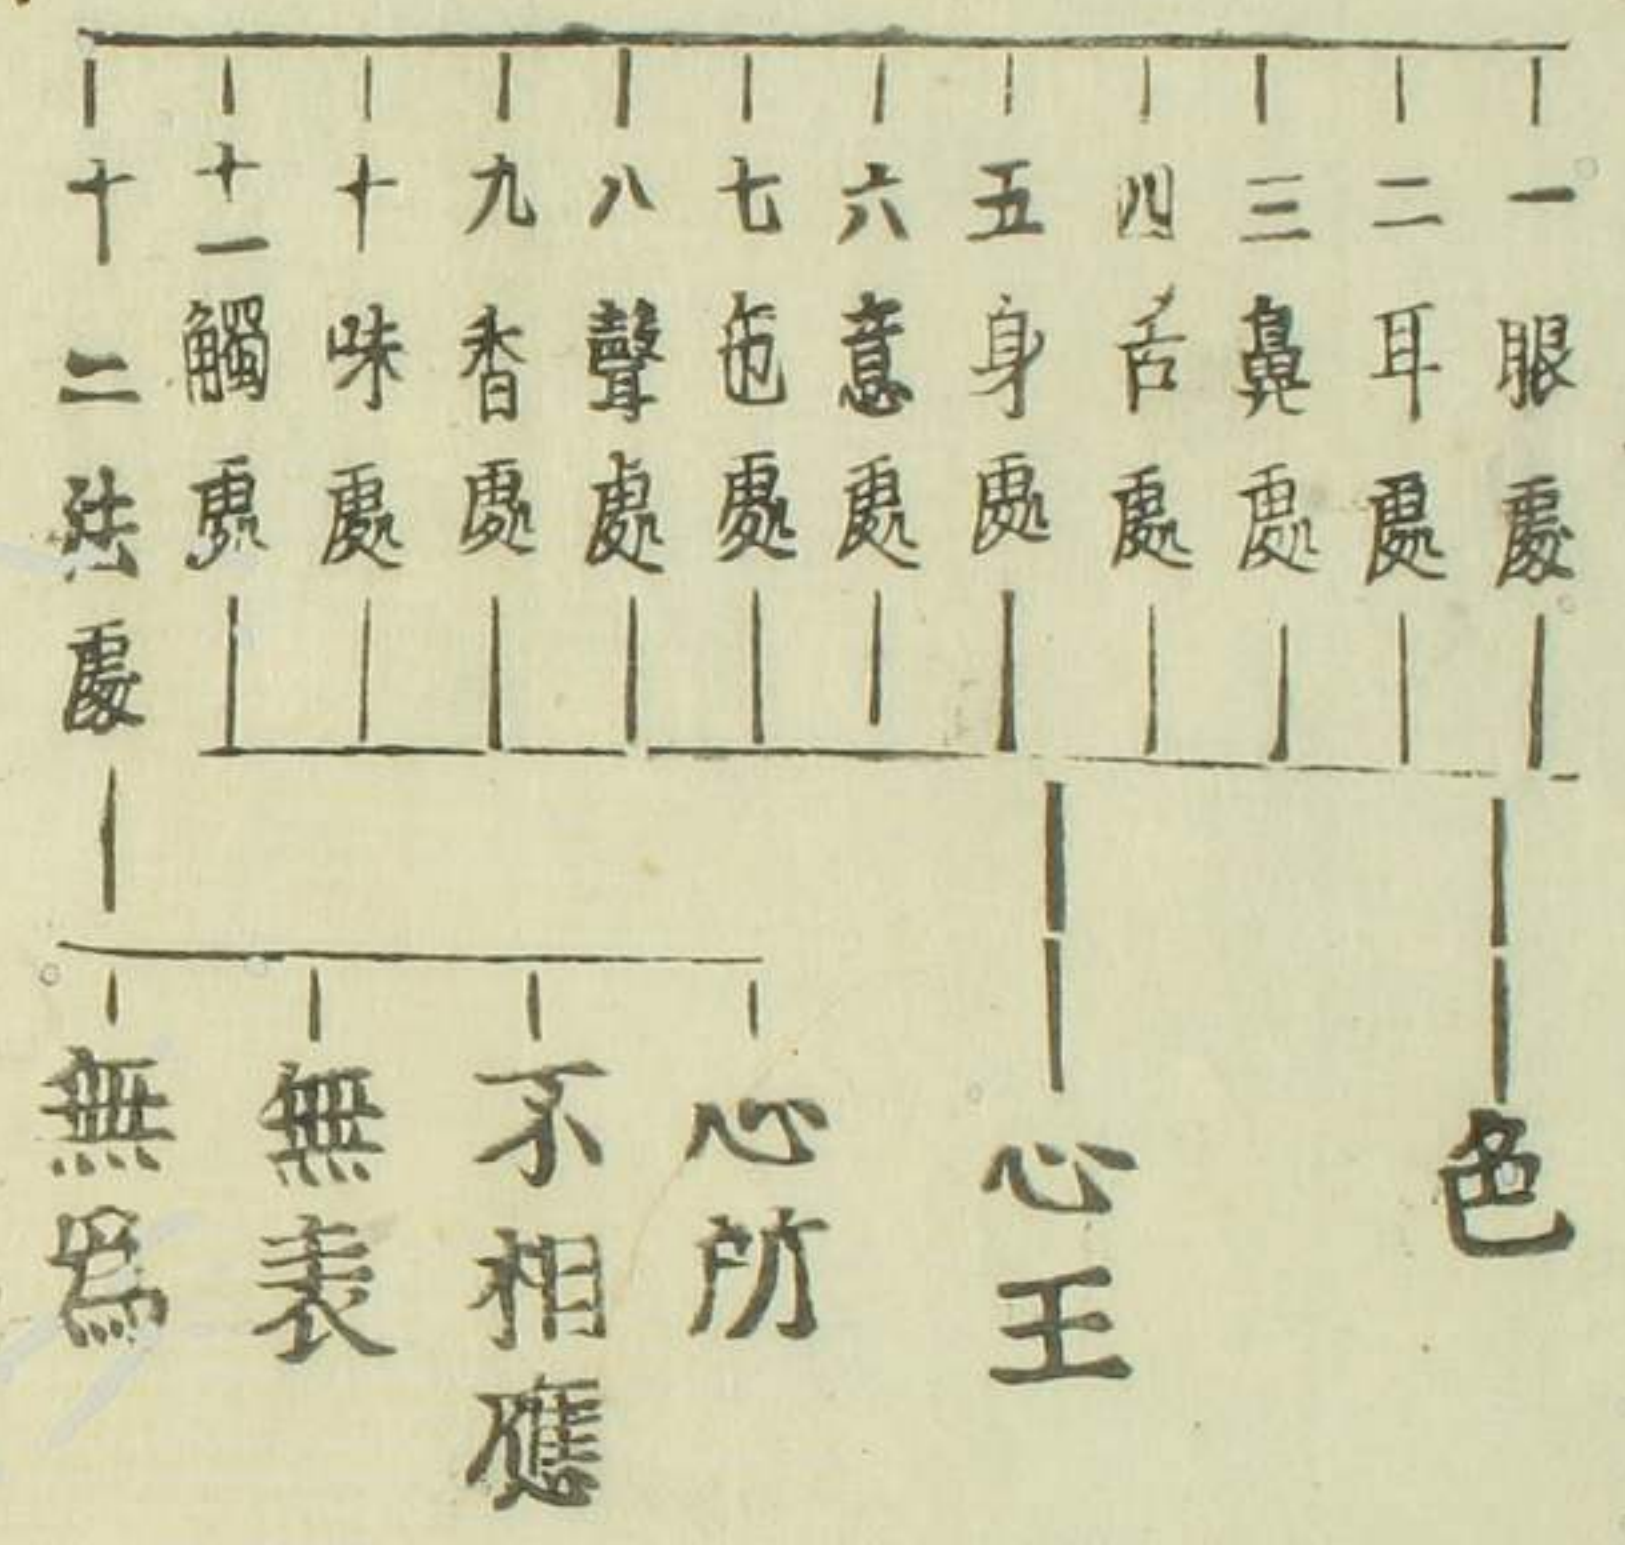 一眼處
二耳處
三鼻處
四舌處
五身處
六意處
七色處
八聲處
九香處
十味處
十一觸處
十二法處
色
心王
心所
不相應
無表
無爲